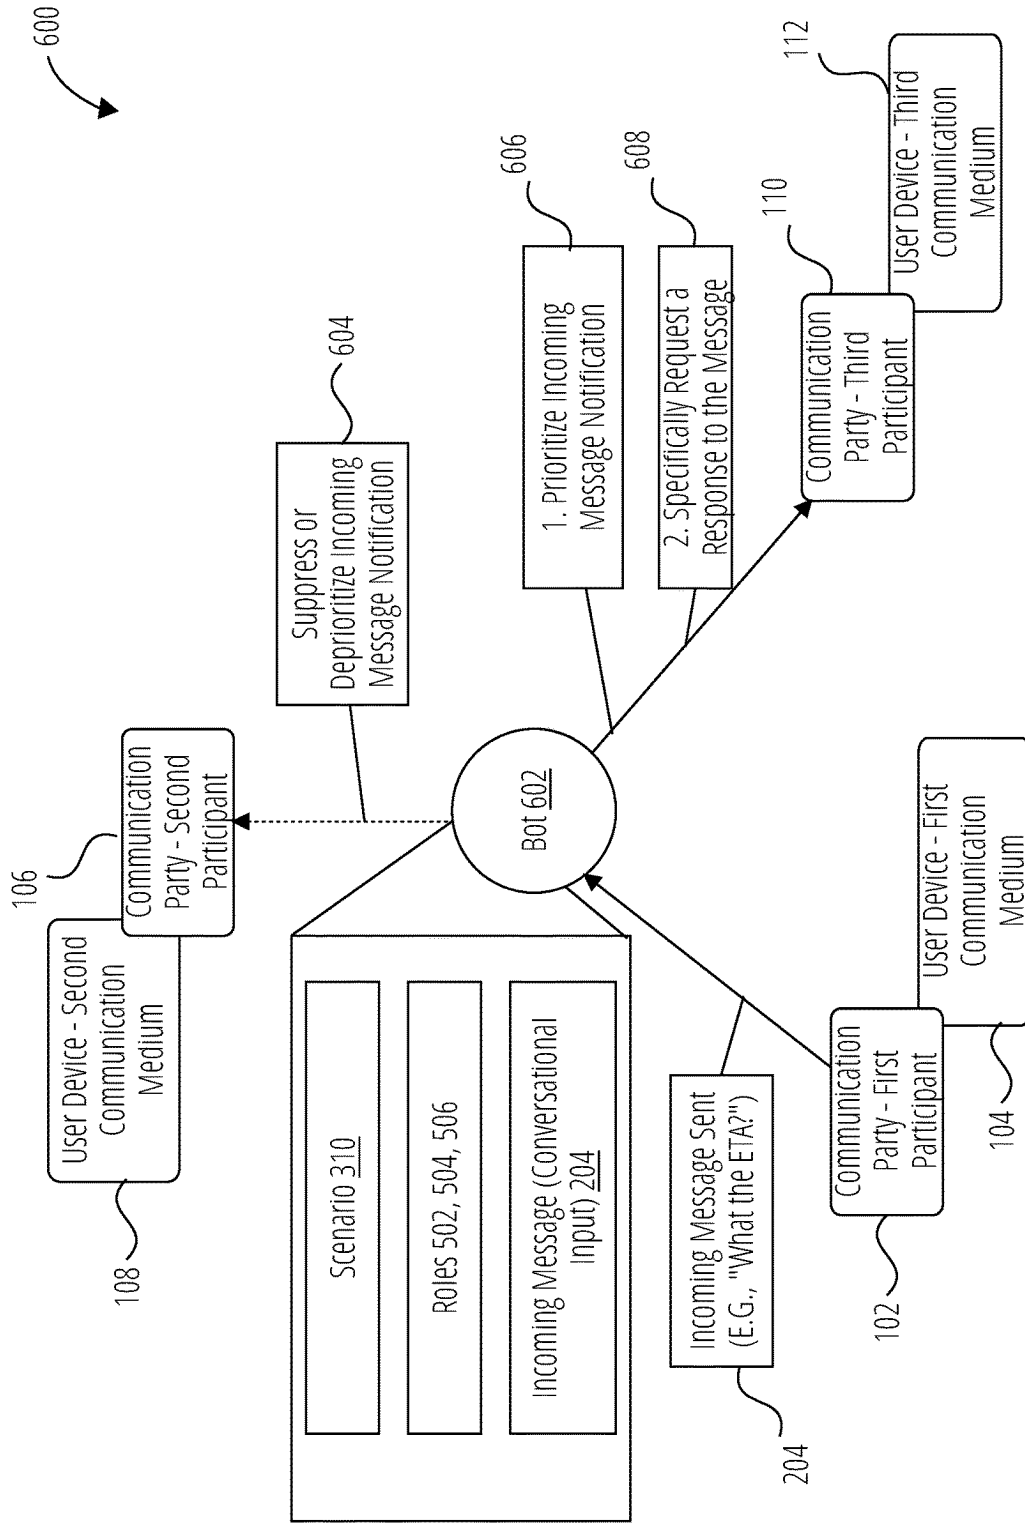 600
User Device - Second
Communication
Medium
108
106
Communication
Party - Second
Participant
Suppress or
Deprioritize Incoming
Message Notification
604
Scenario 310
Roles 502, 504, 506
Incoming Message (Conversational
Input) 204
Bot 602
1. Prioritize Incoming
Message Notification
606
2. Specifically Request a
Response to the Message
608
Incoming Message Sent
(E.G., "What the ETA?")
204
Communication
Party - First
Participant
102
User Device - First
Communication
Medium
104
Communication
Party - Third
Participant
110
User Device - Third
Communication
Medium
112